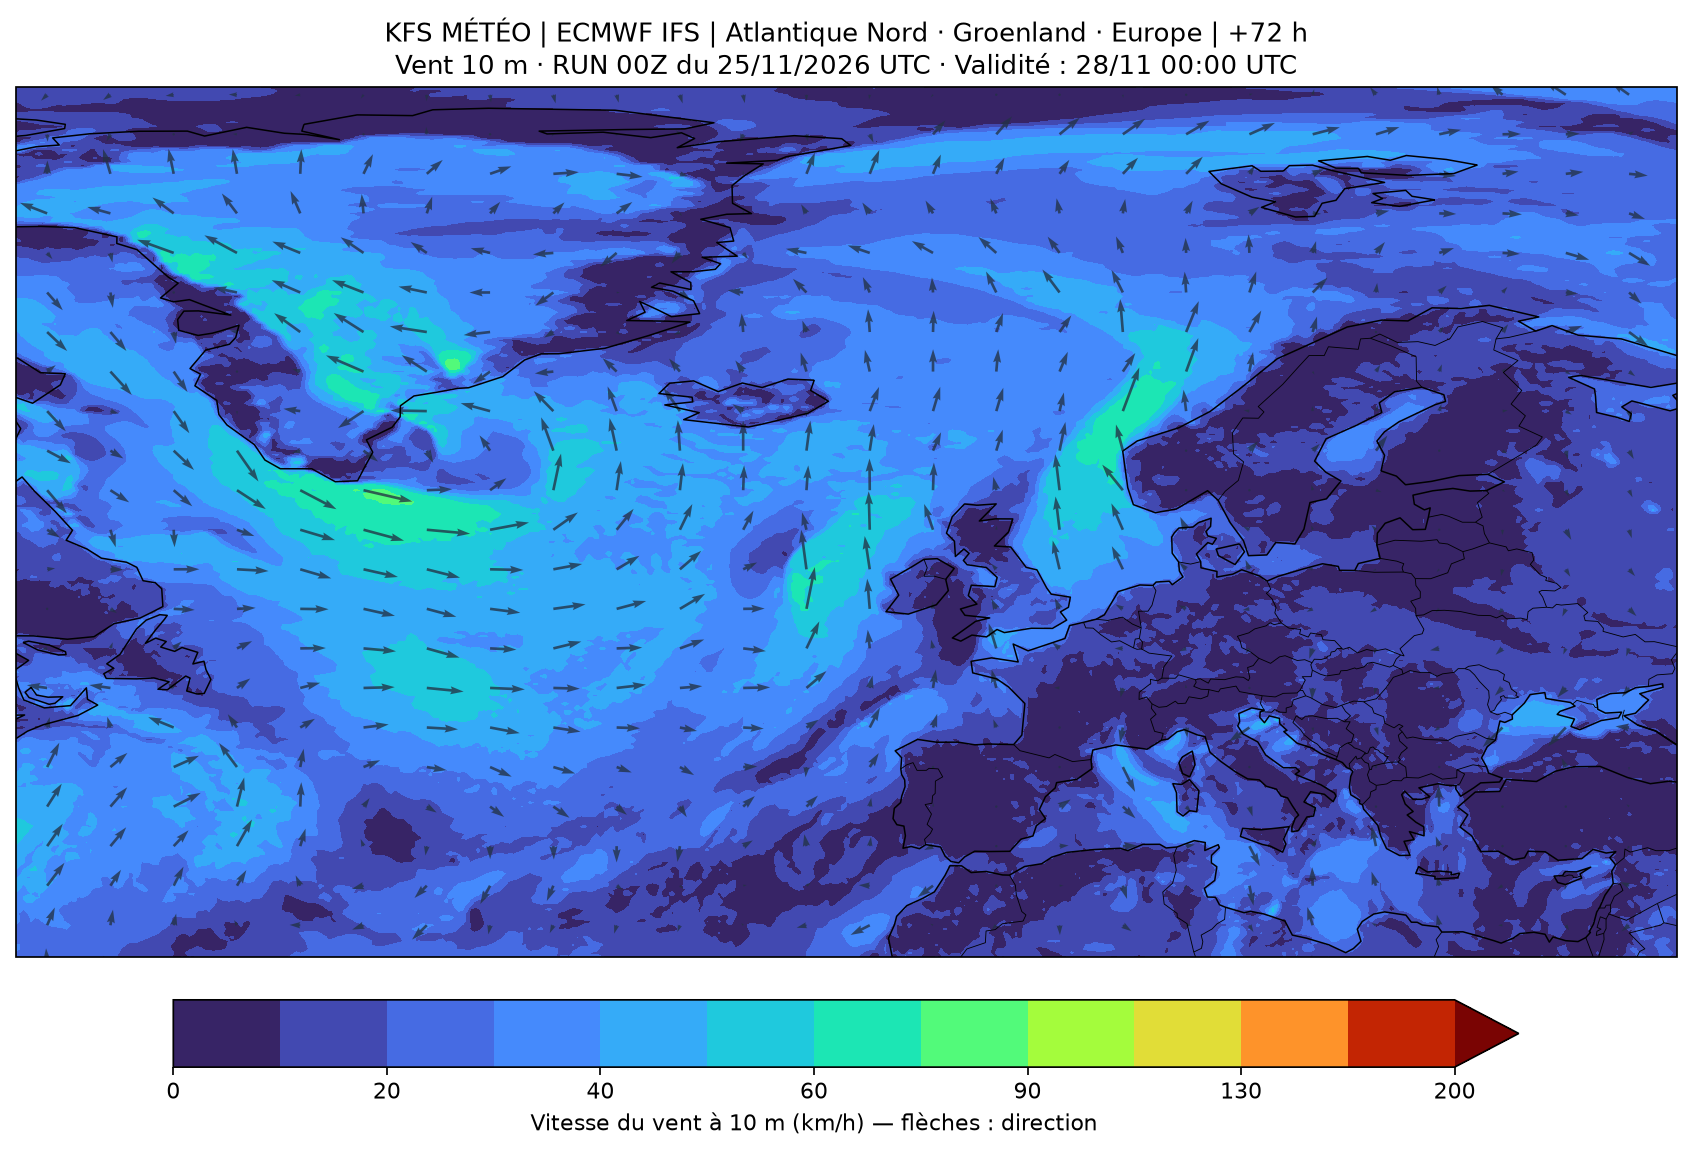 KFS MÉTÉO | ECMWF IFS | Atlantique Nord · Groenland · Europe | +72 h
Vent 10 m · RUN 00Z du 25/11/2026 UTC · Validité : 28/11 00:00 UTC
0 20 40 60 90 130 200
Vitesse du vent à 10 m (km/h) — flèches : direction